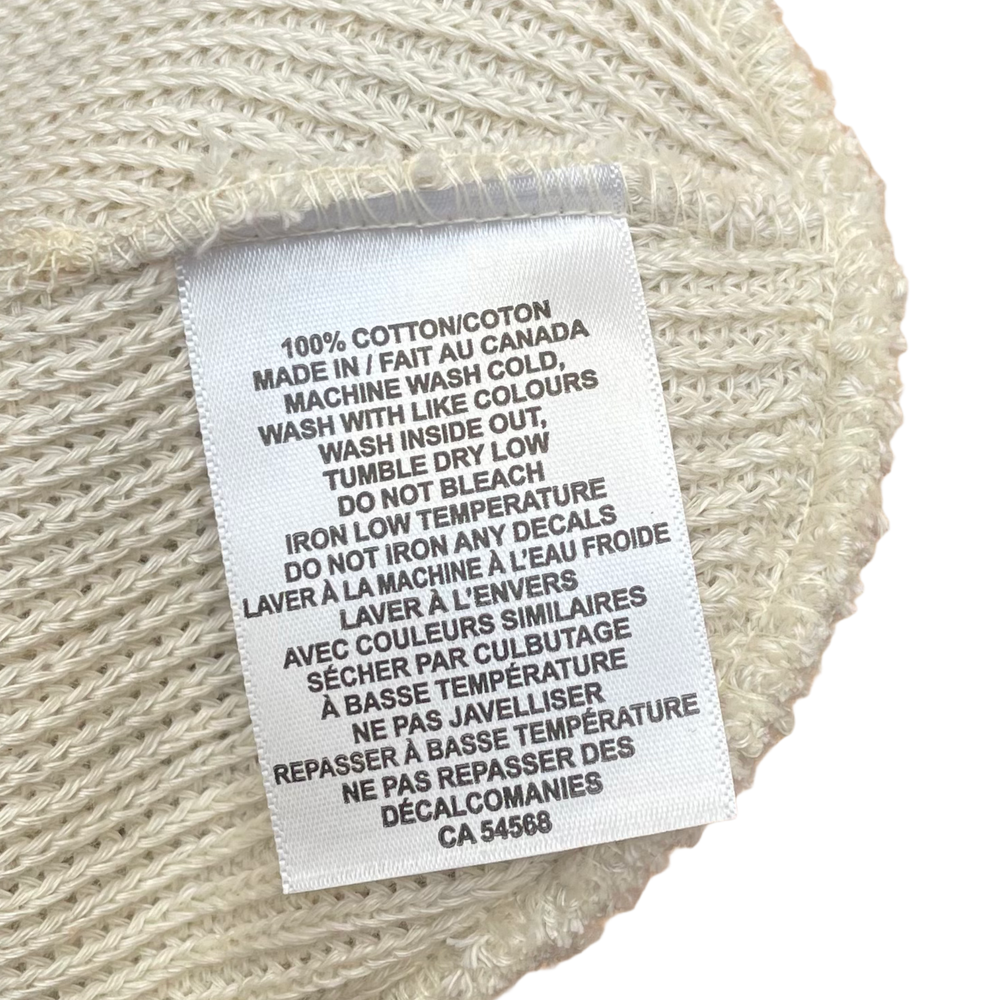 100% COTTON/COTON
MADE IN / FAIT AU CANADA
MACHINE WASH COLD,
WASH WITH LIKE COLOURS
WASH INSIDE OUT,
TUMBLE DRY LOW
DO NOT BLEACH
IRON LOW TEMPERATURE
DO NOT IRON ANY DECALS
LAVER À LA MACHINE À L'EAU FROIDE
LAVER À L'ENVERS
AVEC COULEURS SIMILAIRES
SÉCHER PAR CULBUTAGE
À BASSE TEMPÉRATURE
NE PAS JAVELLISER
REPASSER À BASSE TEMPÉRATURE
NE PAS REPASSER DES
DÉCALCOMANIES
CA 54568